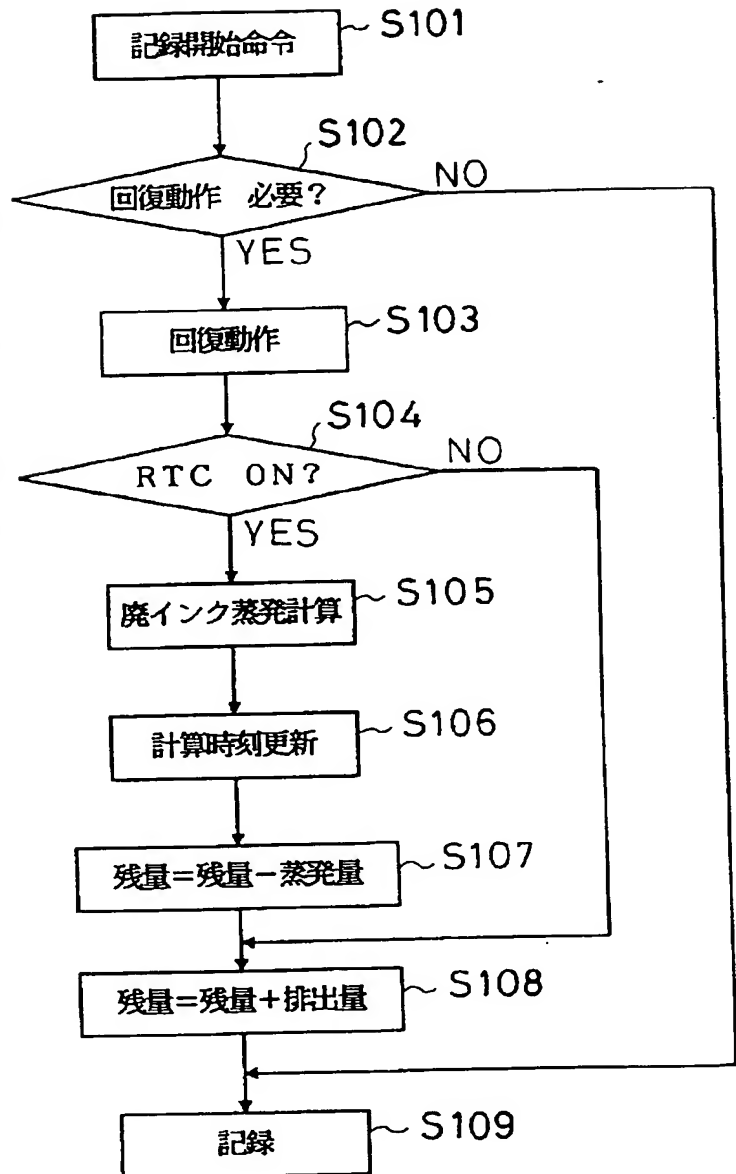 記録開始命令
S101
S102
回復動作 必要?
NO
YES
回復動作
S103
S104
RTC ON?
NO
YES
廃インク蒸発計算
S105
計算時刻更新
S106
残量=残量-蒸発量
S107
残量=残量+排出量
S108
記録
S109